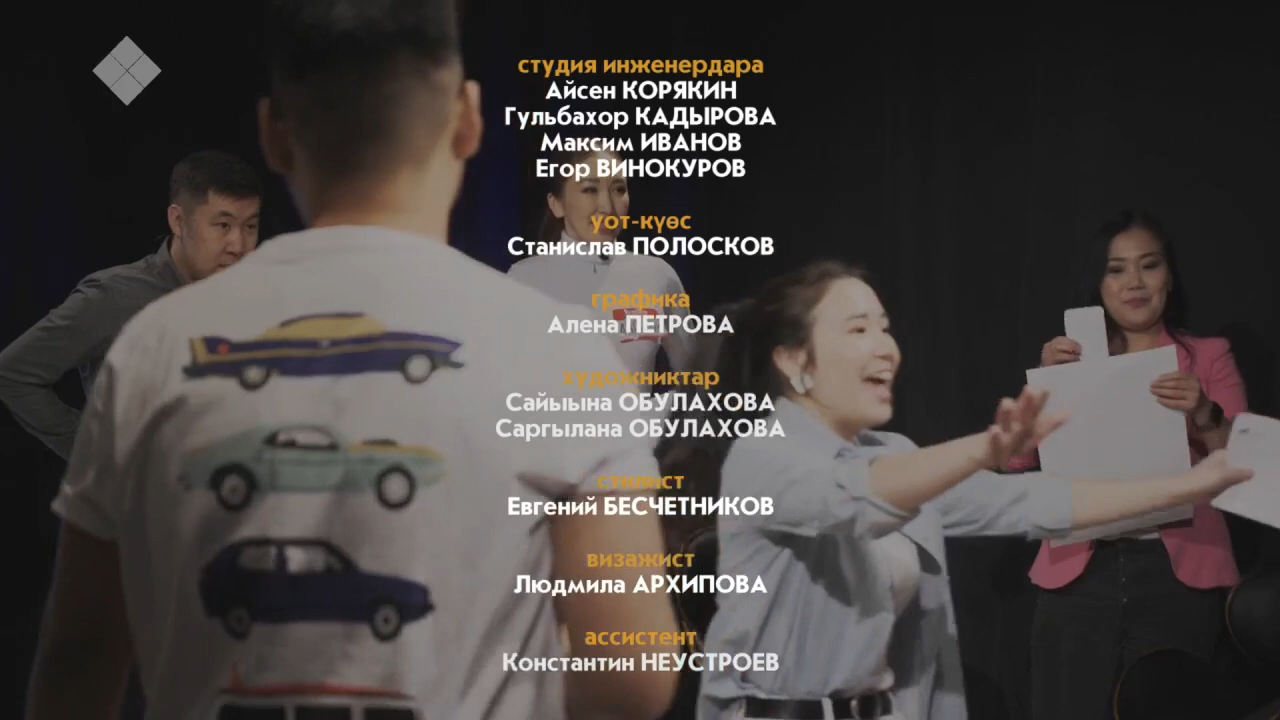 студия инженердара
Айсен КОРЯКИН
Гульбахор КАДЫРОВА
Максим ИВАНОВ
Егор ВИНОКУРОВ
уот-күөс
Станислав ПОЛОСКОВ
графика
Алена ПЕТРОВА
художниктар
Сайыына ОБУЛАХОВА
Саргылана ОБУЛАХОВА
стилист
Евгений БЕСЧЕТНИКОВ
визажист
Людмила АРХИПОВА
ассистент
Константин НЕУСТРОЕВ